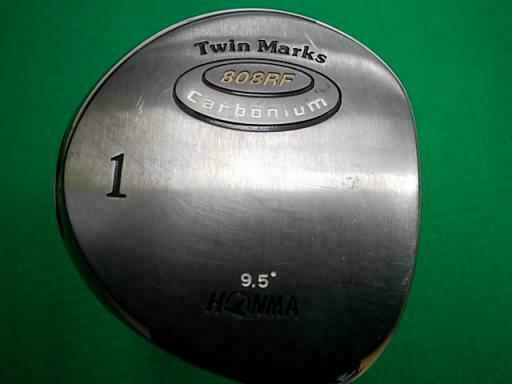 Twin Marks
808RF
Carbonium
1
9.5°
HONMA